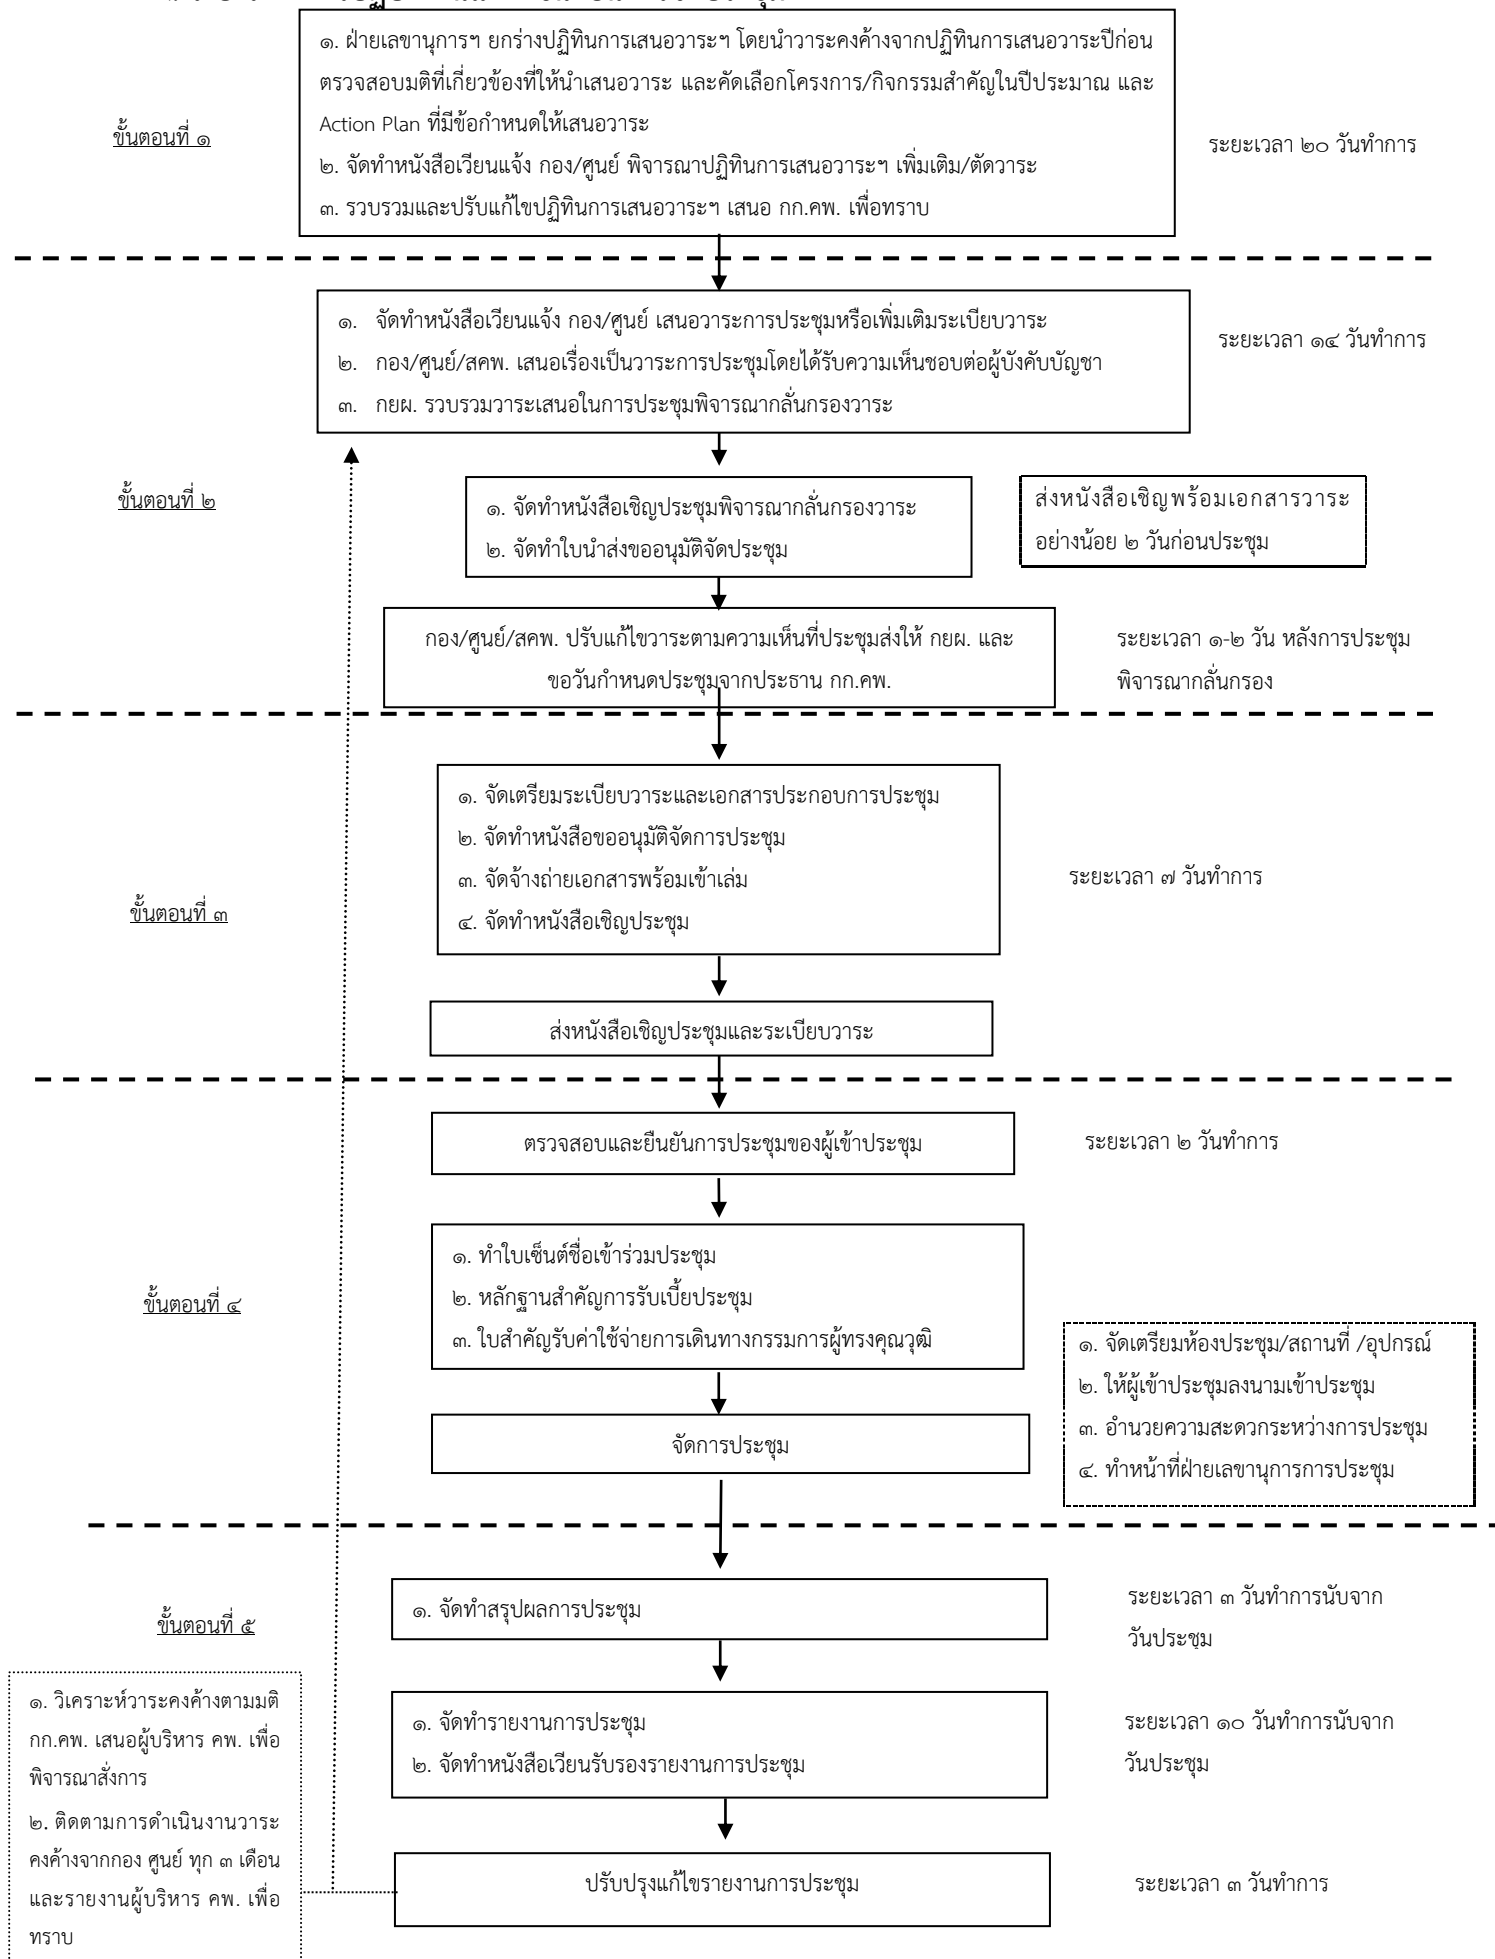 ๑. ฝ่ายเลขานุการฯ ยกร่างปฏิทินการเสนอวาระฯ โดยนำวาระคงค้างจากปฏิทินการเสนอวาระปีก่อน
ตรวจสอบมติที่เกี่ยวข้องที่ให้นำเสนอวาระ และคัดเลือกโครงการ/กิจกรรมสำคัญในปีประมาณ และ
Action Plan ที่มีข้อกำหนดให้เสนอวาระ
๒. จัดทำหนังสือเวียนแจ้ง กอง/ศูนย์ พิจารณาปฏิทินการเสนอวาระฯ เพิ่มเติม/ตัดวาระ
๓. รวบรวมและปรับแก้ไขปฏิทินการเสนอวาระฯ เสนอ กก.คพ. เพื่อทราบ
ขั้นตอนที่ ๑
ระยะเวลา ๒๐ วันทำการ
๑. จัดทำหนังสือเวียนแจ้ง กอง/ศูนย์ เสนอวาระการประชุมหรือเพิ่มเติมระเบียบวาระ
๒. กอง/ศูนย์/สคพ. เสนอเรื่องเป็นวาระการประชุมโดยได้รับความเห็นชอบต่อผู้บังคับบัญชา
๓. กยผ. รวบรวมวาระเสนอในการประชุมพิจารณากลั่นกรองวาระ
ระยะเวลา ๑๔ วันทำการ
ขั้นตอนที่ ๒
๑. จัดทำหนังสือเชิญประชุมพิจารณากลั่นกรองวาระ
๒. จัดทำใบนำส่งขออนุมัติจัดประชุม
ส่งหนังสือเชิญพร้อมเอกสารวาระ
อย่างน้อย ๒ วันก่อนประชุม
กอง/ศูนย์/สคพ. ปรับแก้ไขวาระตามความเห็นที่ประชุมส่งให้ กยผ. และ
ขอวันกำหนดประชุมจากประธาน กก.คพ.
ระยะเวลา ๑-๒ วัน หลังการประชุม
พิจารณากลั่นกรอง
๑. จัดเตรียมระเบียบวาระและเอกสารประกอบการประชุม
๒. จัดทำหนังสือขออนุมัติจัดการประชุม
๓. จัดจ้างถ่ายเอกสารพร้อมเข้าเล่ม
๔. จัดทำหนังสือเชิญประชุม
ระยะเวลา ๗ วันทำการ
ขั้นตอนที่ ๓
ส่งหนังสือเชิญประชุมและระเบียบวาระ
ตรวจสอบและยืนยันการประชุมของผู้เข้าประชุม
ระยะเวลา ๒ วันทำการ
๑. ทำใบเซ็นต์ชื่อเข้าร่วมประชุม
๒. หลักฐานสำคัญการรับเบี้ยประชุม
๓. ใบสำคัญรับค่าใช้จ่ายการเดินทางกรรมการผู้ทรงคุณวุฒิ
ขั้นตอนที่ ๔
๑. จัดเตรียมห้องประชุม/สถานที่ /อุปกรณ์
๒. ให้ผู้เข้าประชุมลงนามเข้าประชุม
๓. อำนวยความสะดวกระหว่างการประชุม
๔. ทำหน้าที่ฝ่ายเลขานุการการประชุม
จัดการประชุม
๑. จัดทำสรุปผลการประชุม
ระยะเวลา ๓ วันทำการนับจาก
วันประชุม
ขั้นตอนที่ ๕
๑. จัดทำรายงานการประชุม
๒. จัดทำหนังสือเวียนรับรองรายงานการประชุม
ระยะเวลา ๑๐ วันทำการนับจาก
วันประชุม
๑. วิเคราะห์วาระคงค้างตามมติ
กก.คพ. เสนอผู้บริหาร คพ. เพื่อ
พิจารณาสั่งการ
๒. ติดตามการดำเนินงานวาระ
คงค้างจากกอง ศูนย์ ทุก ๓ เดือน
และรายงานผู้บริหาร คพ. เพื่อ
ทราบ
ปรับปรุงแก้ไขรายงานการประชุม
ระยะเวลา ๓ วันทำการ